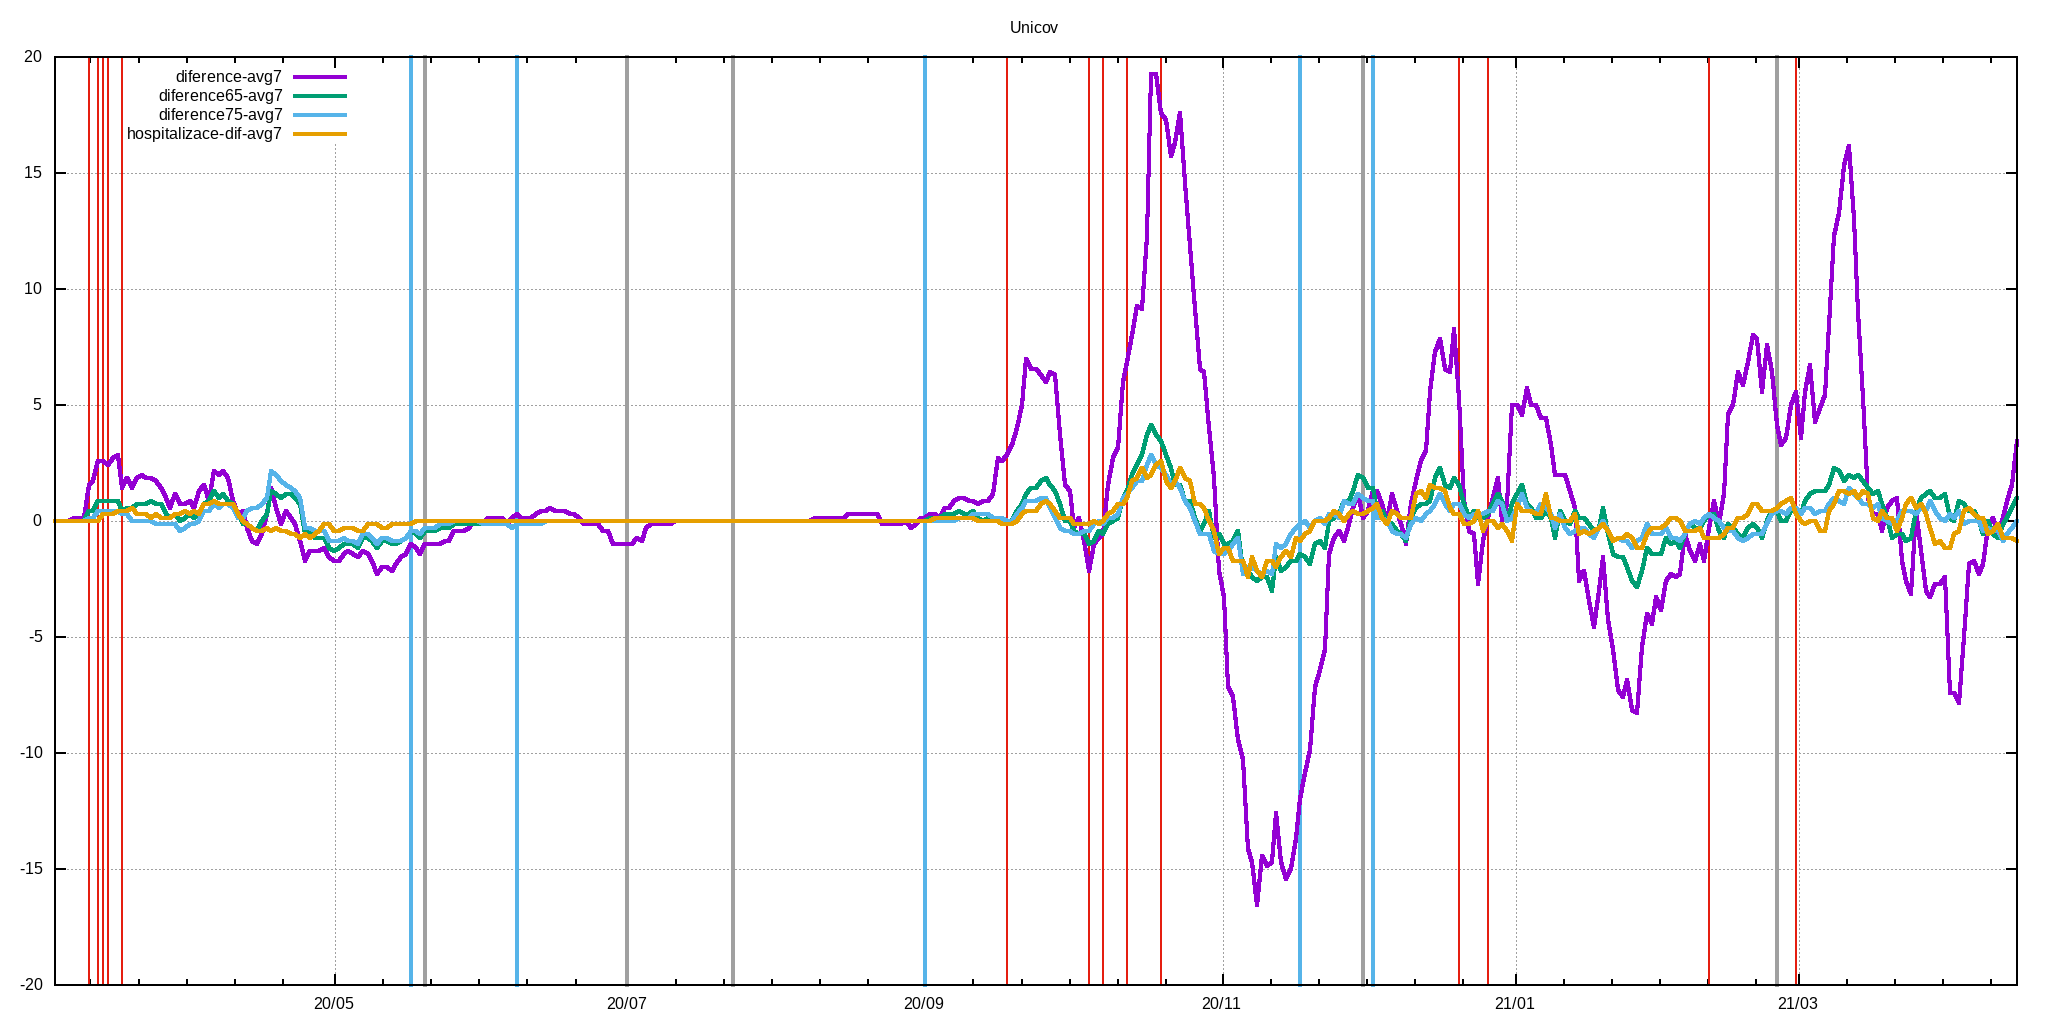 Unicov
diference-avg7
diference65-avg7
diference75-avg7
hospitalizace-dif-avg7
20
15
10
5
0
-5
-10
-15
-20
20/05 20/07 20/09 20/11 21/01 21/03